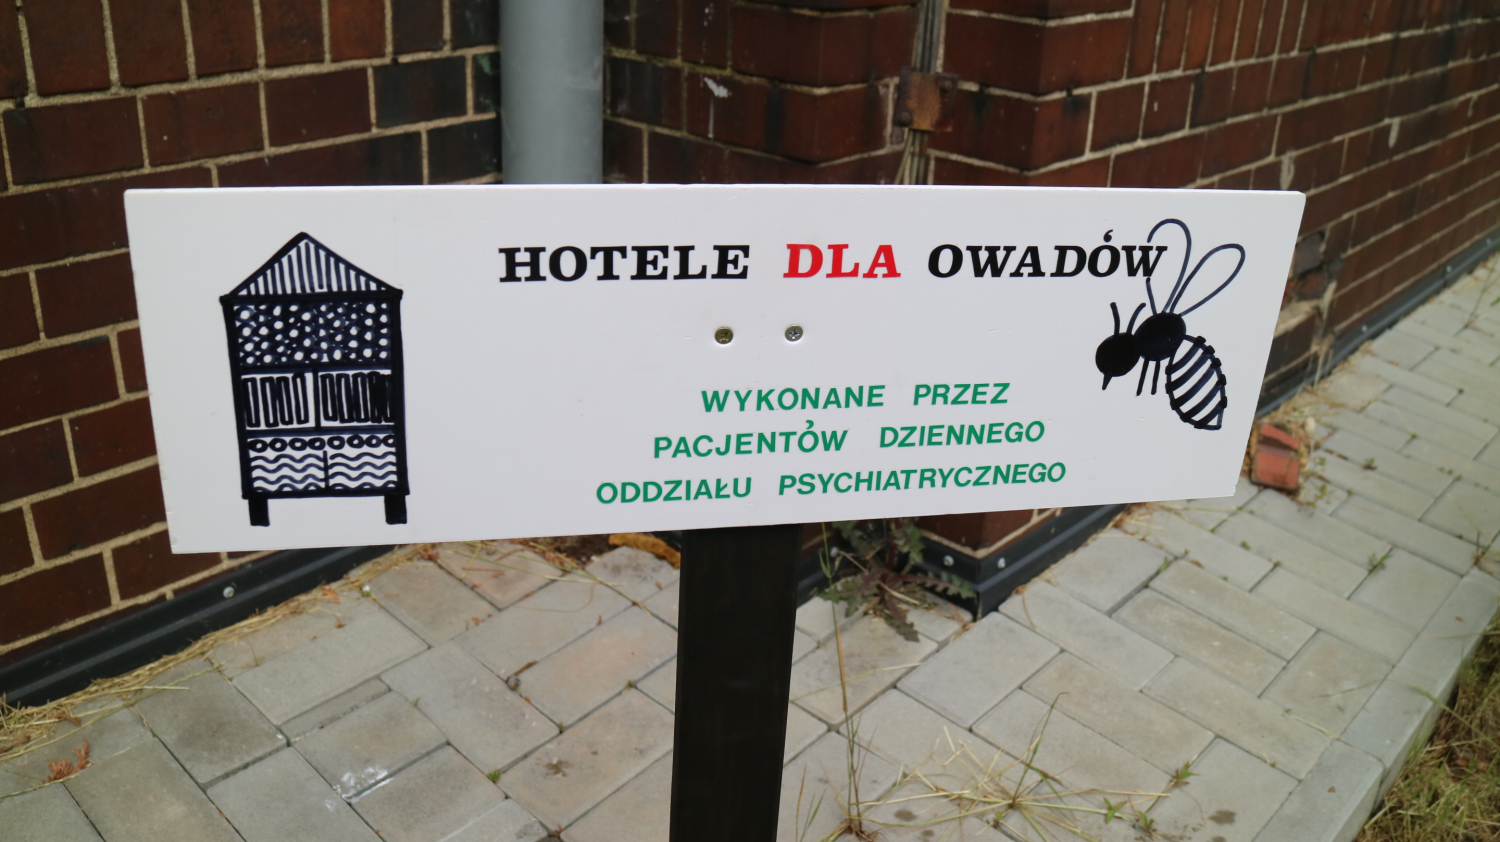 HOTELE DLA OWADÓW
WYKONANE PRZEZ
PACJENTÓW DZIENNEGO
ODDZIAŁU PSYCHIATRYCZNEGO